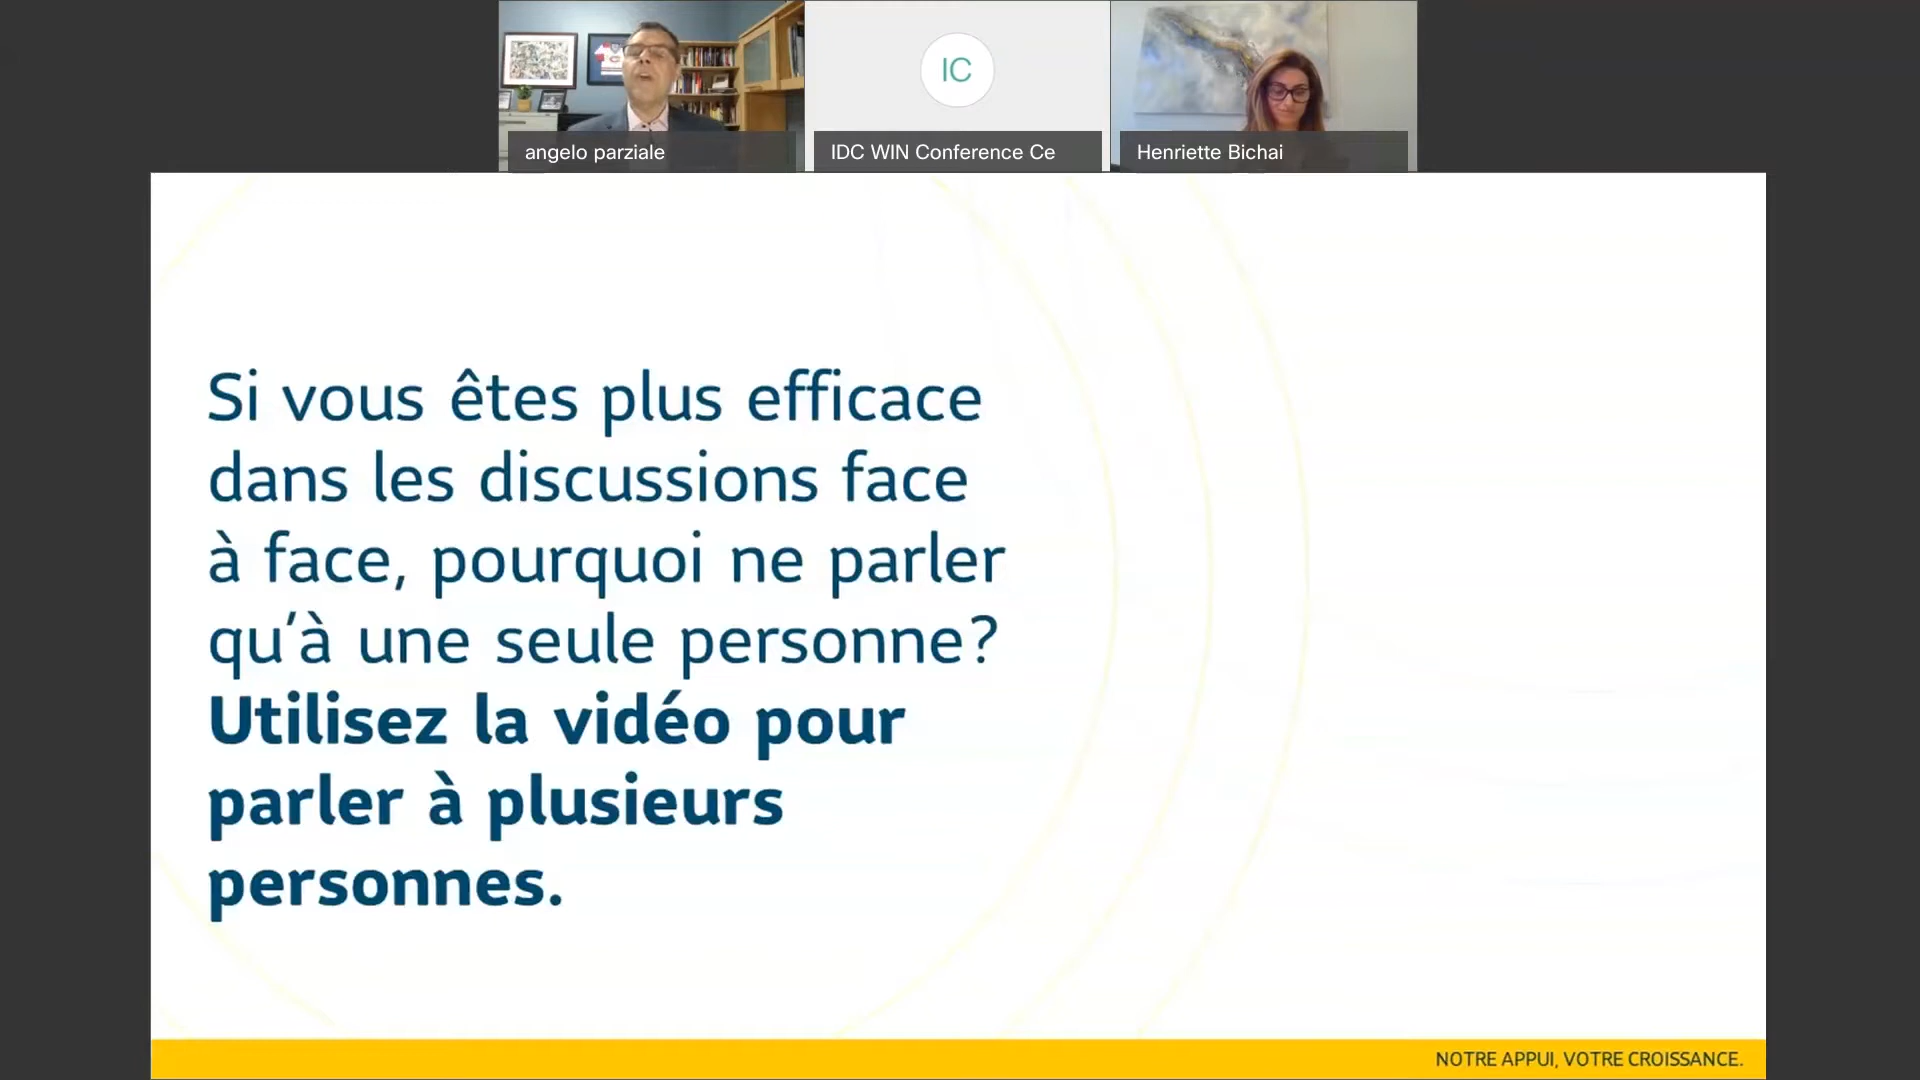 IC
angelo parziale
IDC WIN Conference Ce
Henriette Bichai
Si vous êtes plus efficace
dans les discussions face
à face, pourquoi ne parler
qu’à une seule personne?
Utilisez la vidéo pour
parler à plusieurs
personnes.
NOTRE APPUI, VOTRE CROISSANCE.